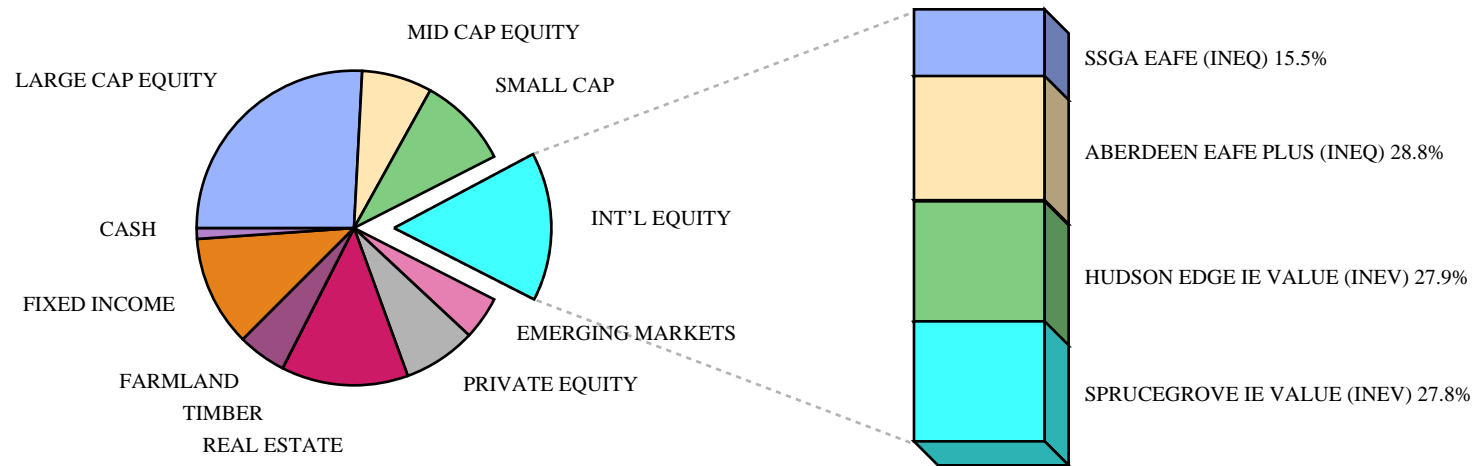 MID CAP EQUITY
LARGE CAP EQUITY
SMALL CAP
INT'L EQUITY
CASH
FIXED INCOME
EMERGING MARKETS
FARMLAND
PRIVATE EQUITY
TIMBER
REAL ESTATE
SSGA EAFE (INEQ) 15.5%
ABERDEEN EAFE PLUS (INEQ) 28.8%
HUDSON EDGE IE VALUE (INEV) 27.9%
SPRUCEGROVE IE VALUE (INEV) 27.8%